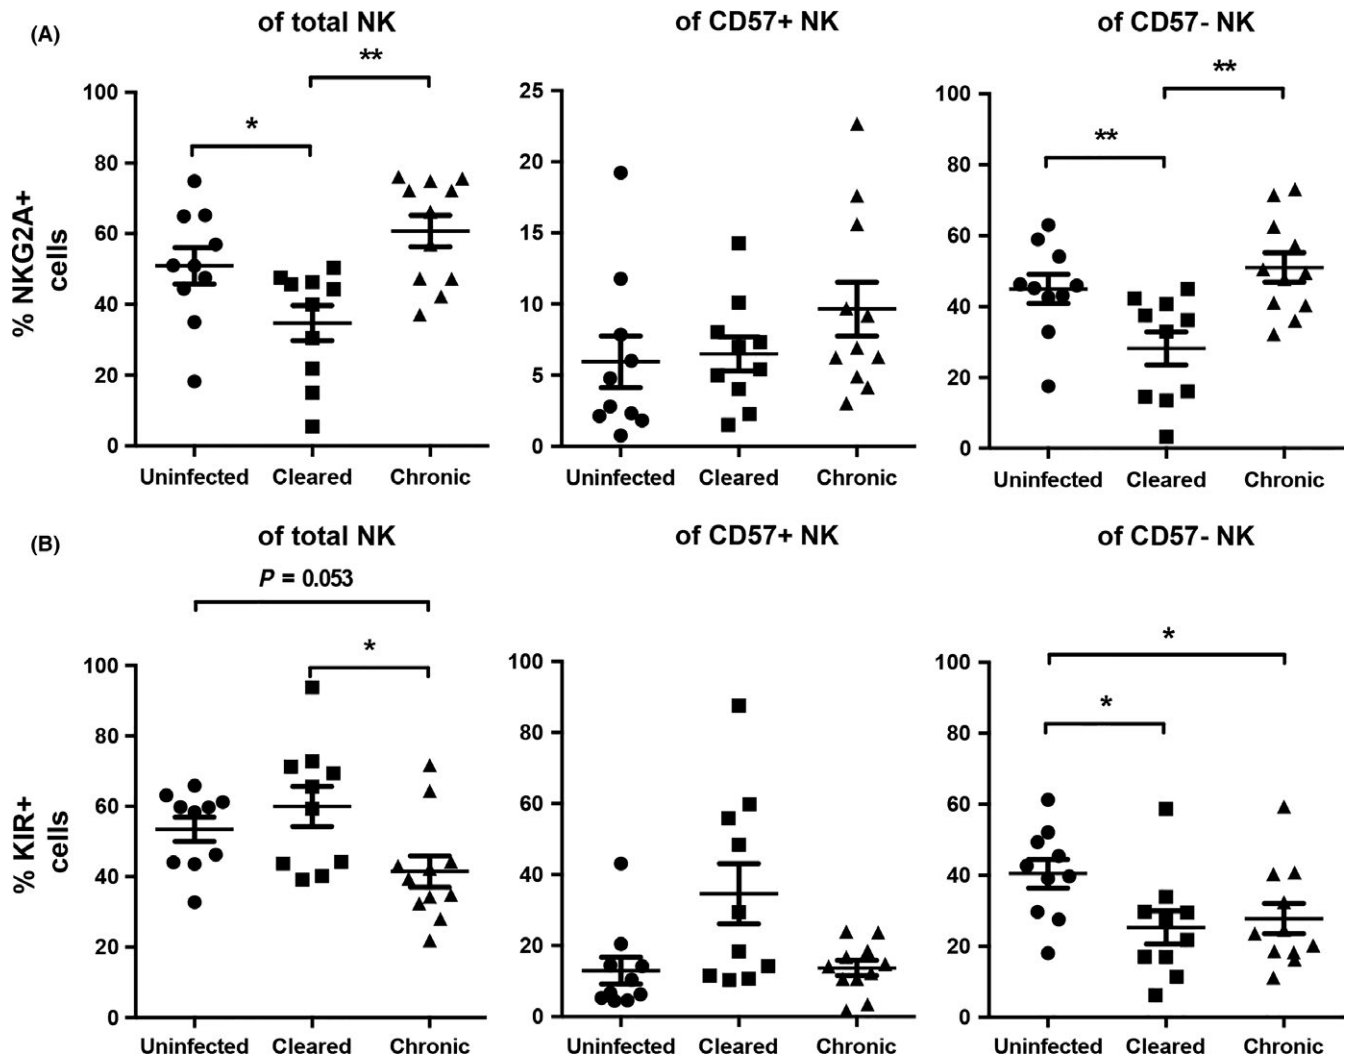 (A)
of total NK
of CD57+ NK
of CD57- NK
% NKG2A+
cells
100
80
60
40
20
0
*
**
Uninfected Cleared Chronic
25
20
15
10
5
0
Uninfected Cleared Chronic
100
80
60
40
20
0
**
**
Uninfected Cleared Chronic
(B)
of total NK
of CD57+ NK
of CD57- NK
% KIR+
cells
P = 0.053
*
100
80
60
40
20
0
Uninfected Cleared Chronic
100
80
60
40
20
0
Uninfected Cleared Chronic
*
*
100
80
60
40
20
0
Uninfected Cleared Chronic